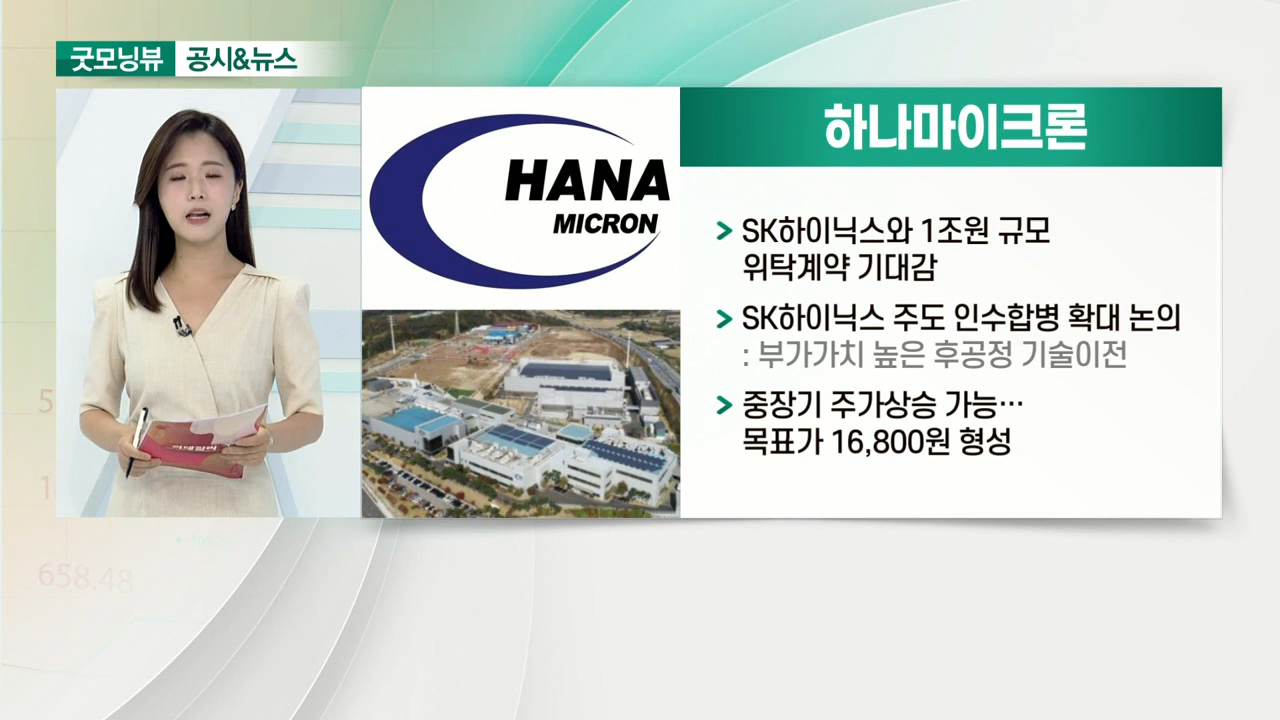 굿모닝뷰 공시&뉴스
HANA
MICRON
하나마이크론
SK하이닉스와 1조원 규모
위탁계약 기대감
SK하이닉스 주도 인수합병 확대 논의
: 부가가치 높은 후공정 기술이전
중장기 주가상승 가능…
목표가 16,800원 형성
658.48